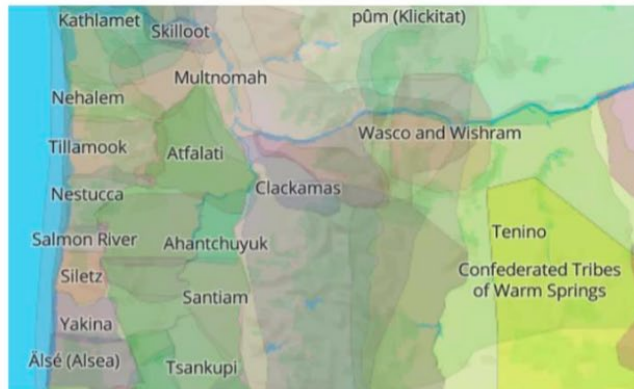 Kathlamet
Skilloot
pûm (Klickitat)
Multnomah
Nehalem
Wasco and Wishram
Tillamook
Atfalati
Clackamas
Nestucca
Tenino
Salmon River
Ahantchuyuk
Confederated Tribes
of Warm Springs
Siletz
Santiam
Yakina
Älsé (Alsea)
Tsankupi